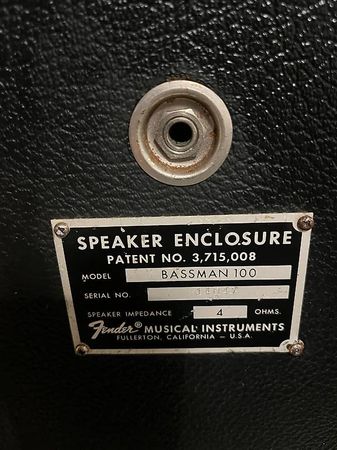 SPEAKER ENCLOSURE
PATENT NO. 3,715,008
MODEL BASSMAN 100
SERIAL NO.
SPEAKER IMPEDANCE 4 OHMS.
Fender® MUSICAL INSTRUMENTS
FULLERTON, CALIFORNIA – U.S.A.